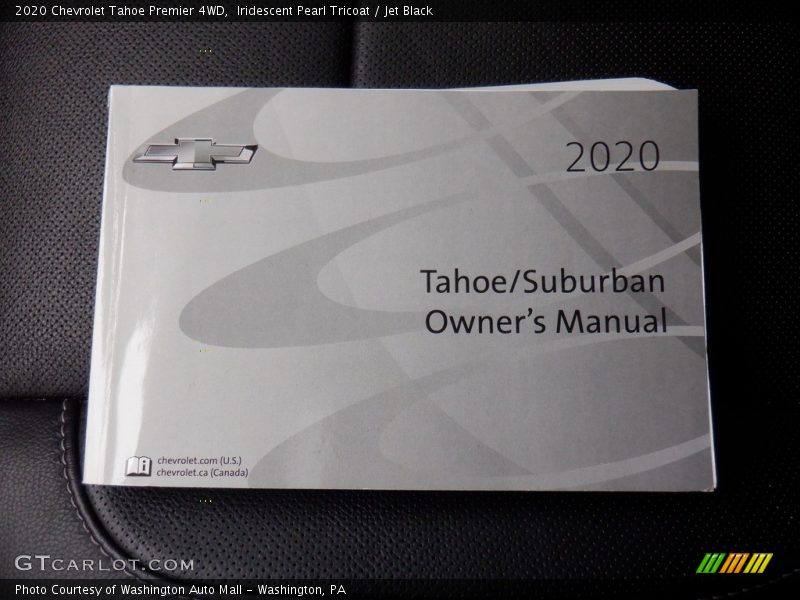 2020 Chevrolet Tahoe Premier 4WD,  Iridescent Pearl Tricoat / Jet Black
2020
Tahoe/Suburban
Owner's Manual
chevrolet.com (U.S.)
chevrolet.ca (Canada)
GTCARLOT.COM
Photo Courtesy of Washington Auto Mall - Washington, PA